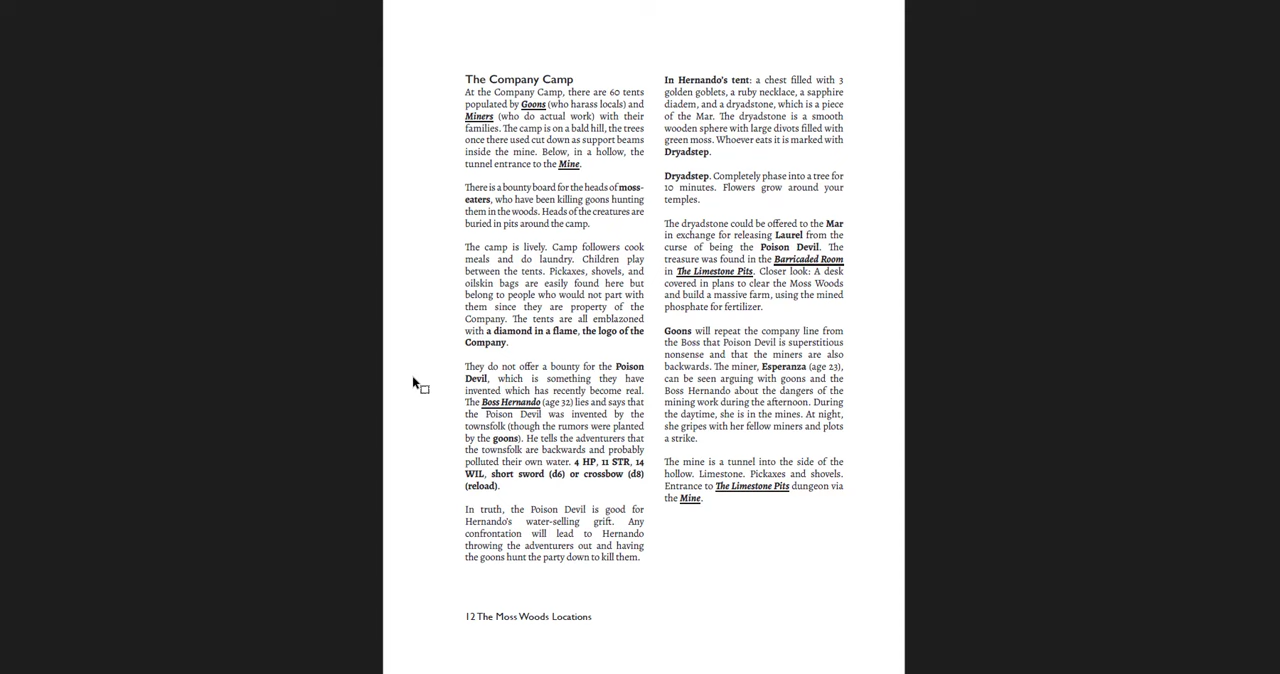 The Company Camp
At the Company Camp, there are 60 tents
populated by Goons (who harass locals) and
Miners (who do actual work) with their
families. The camp is on a bald hill, the trees
once there used cut down as support beams
inside the mine. Below, in a hollow, the
tunnel entrance to the Mine.
There is a bounty board for the heads of moss-
eaters, who have been killing goons hunting
them in the woods. Heads of the creatures are
buried in pits around the camp.
The camp is lively. Camp followers cook
meals and do laundry. Children play
between the tents. Pickaxes, shovels, and
oilskin bags are easily found here but
belong to people who would not part with
them since they are property of the
Company. The tents are all emblazoned
with a diamond in a flame, the logo of the
Company.
They do not offer a bounty for the Poison
Devil, which is something they have
invented which has recently become real.
The Boss Hernando (age 32) lies and says that
the Poison Devil was invented by the
townsfolk (though the rumors were planted
by the goons). He tells the adventurers that
the townsfolk are backwards and probably
polluted their own water. 4 HP, 11 STR, 14
WIL, short sword (d6) or crossbow (d8)
(reload).
In truth, the Poison Devil is good for
Hernando's water-selling grift. Any
confrontation will lead to Hernando
throwing the adventurers out and having
the goons hunt the party down to kill them.
In Hernando's tent: a chest filled with 3
golden goblets, a ruby necklace, a sapphire
diadem, and a dryadstone, which is a piece
of the Mar. The dryadstone is a smooth
wooden sphere with large divots filled with
green moss. Whoever eats it is marked with
Dryadstep.
Dryadstep. Completely phase into a tree for
10 minutes. Flowers grow around your
temples.
The dryadstone could be offered to the Mar
in exchange for releasing Laurel from the
curse of being the Poison Devil. The
treasure was found in the Barricaded Room
in The Limestone Pits. Closer look: A desk
covered in plans to clear the Moss Woods
and build a massive farm, using the mined
phosphate for fertilizer.
Goons will repeat the company line from
the Boss that Poison Devil is superstitious
nonsense and that the miners are also
backwards. The miner, Esperanza (age 23),
can be seen arguing with goons and the
Boss Hernando about the dangers of the
mining work during the afternoon. During
the daytime, she is in the mines. At night,
she gripes with her fellow miners and plots
a strike.
The mine is a tunnel into the side of the
hollow. Limestone. Pickaxes and shovels.
Entrance to The Limestone Pits dungeon via
the Mine.
12 The Moss Woods Locations